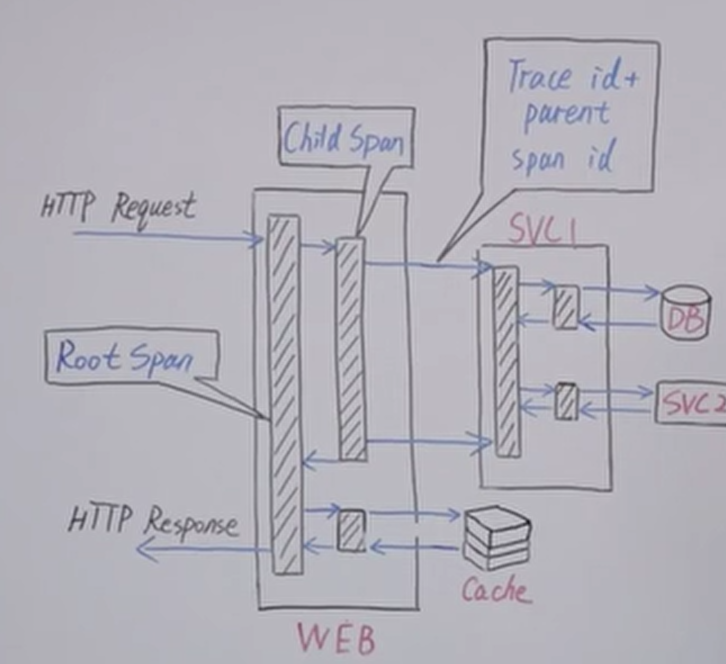 Trace id+
parent
span id
Child Span
HTTP Request
SVC1
DB
Root Span
SVC2
HTTP Response
Cache
WEB